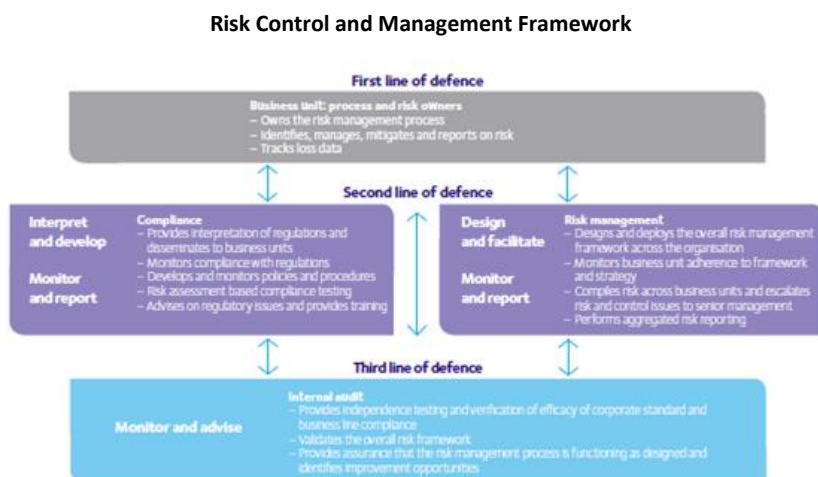 Risk Control and Management Framework
First line of defence
Business unit: process and risk owners
– Owns the risk management process
– Identifies, manages, mitigates and reports on risk
– Tracks loss data
Second line of defence
Interpret
and develop
Monitor
and report
Compliance
– Provides interpretation of regulations and
disseminates to business units
– Monitors compliance with regulations
– Develops and monitors policies and procedures
– Risk assessment based compliance testing
– Advises on regulatory issues and provides training
Design
and facilitate
Monitor
and report
Risk management
– Designs and deploys the overall risk management
framework across the organisation
– Monitors business unit adherence to framework
and strategy
– Compiles risk across business units and escalates
risk and control issues to senior management
– Performs aggregated risk reporting
Third line of defence
Monitor and advise
Internal audit
– Provides independence testing and verification of efficacy of corporate standard and
business line compliance
– Validates the overall risk framework
– Provides assurance that the risk management process is functioning as designed and
identifies improvement opportunities